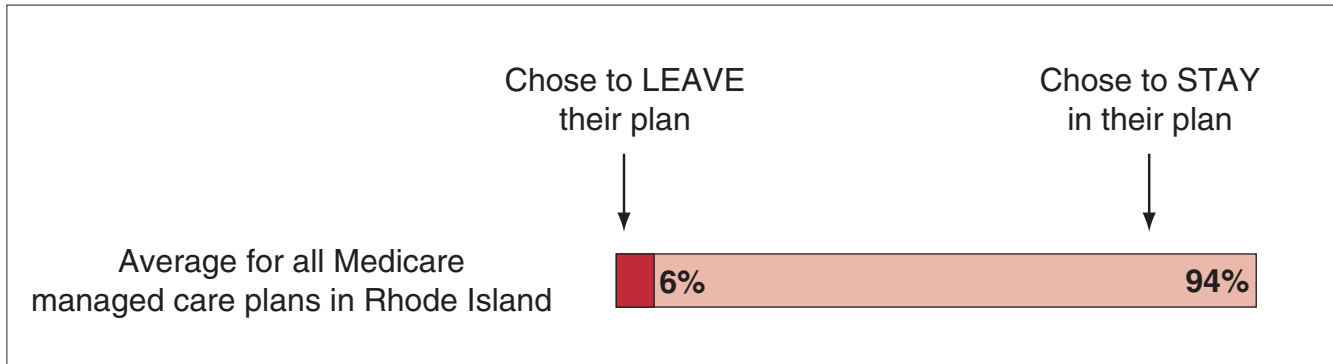 Chose to LEAVE
their plan
Chose to STAY
in their plan
Average for all Medicare
managed care plans in Rhode Island
6%
94%